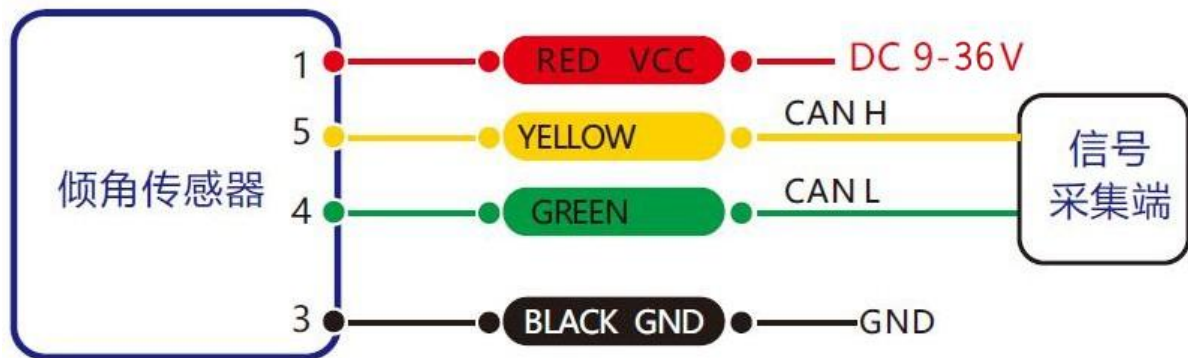 1 RED VCC DC 9-36V
5 YELLOW CAN H
4 GREEN CAN L
3 BLACK GND GND
倾角传感器
信号
采集端